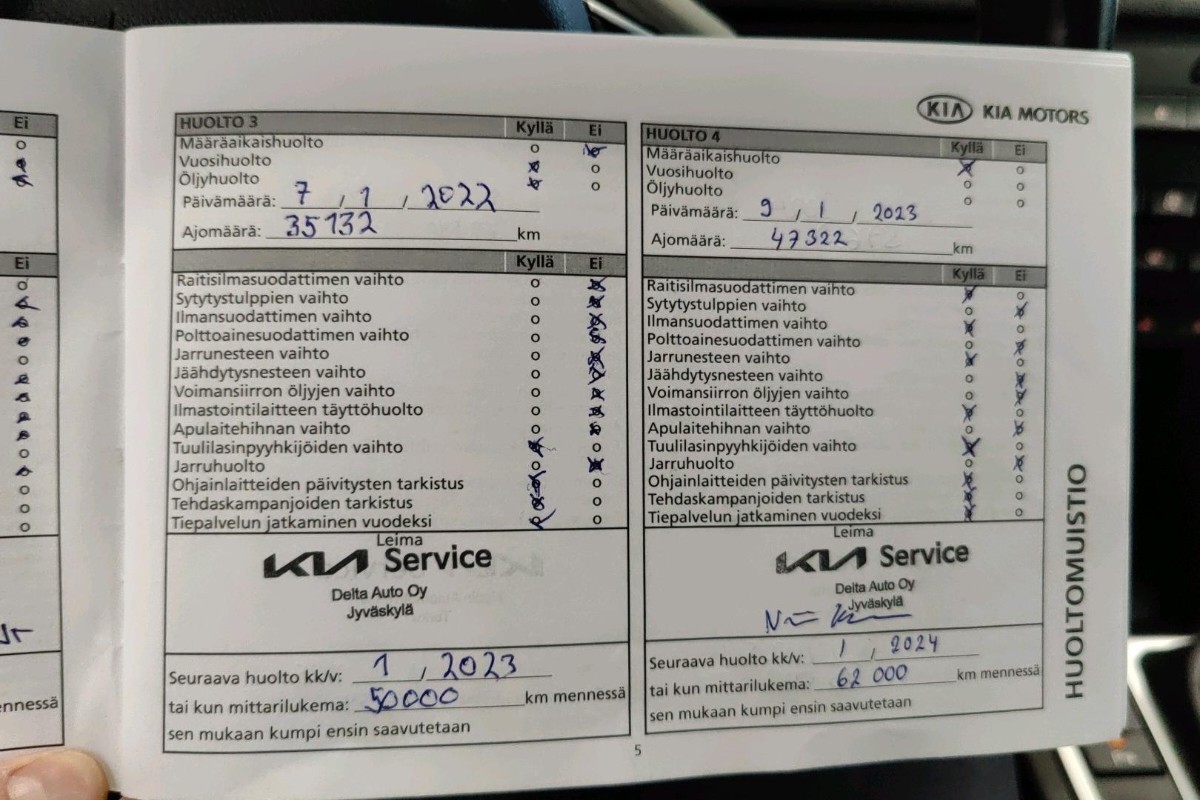 Ei
Ei
ennessä
HUOLTO 3 Kyllä Ei
Määräaikaishuolto
Vuosihuolto
Öljyhuolto
Päivämäärä: 7 / 1 / 2022
Ajomäärä: 35132 km
Kyllä Ei
Raitisilmasuodattimen vaihto
Sytytystulppien vaihto
Ilmansuodattimen vaihto
Polttoainesuodattimen vaihto
Jarrunesteen vaihto
Jäähdytysnesteen vaihto
Voimansiirron öljyjen vaihto
Ilmastointilaitteen täyttöhuolto
Apulaitehihnan vaihto
Tuulilasinpyyhkijöiden vaihto
Jarruhuolto
Ohjainlaitteiden päivitysten tarkistus
Tehdaskampanjoiden tarkistus
Tiepalvelun jatkaminen vuodeksi
Leima
KIA Service
Delta Auto Oy
Jyväskylä
Seuraava huolto kk/v: 1 / 2023
tai kun mittarilukema: 50000 km mennessä
sen mukaan kumpi ensin saavutetaan
KIA KIA MOTORS
HUOLTO 4 Kyllä Ei
Määräaikaishuolto
Vuosihuolto
Öljyhuolto
Päivämäärä: 9 / 1 / 2023
Ajomäärä: 47322 km
Kyllä Ei
Raitisilmasuodattimen vaihto
Sytytystulppien vaihto
Ilmansuodattimen vaihto
Polttoainesuodattimen vaihto
Jarrunesteen vaihto
Jäähdytysnesteen vaihto
Voimansiirron öljyjen vaihto
Ilmastointilaitteen täyttöhuolto
Apulaitehihnan vaihto
Tuulilasinpyyhkijöiden vaihto
Jarruhuolto
Ohjainlaitteiden päivitysten tarkistus
Tehdaskampanjoiden tarkistus
Tiepalvelun jatkaminen vuodeksi
Leima
KIA Service
Delta Auto Oy
Jyväskylä
Seuraava huolto kk/v: 1 / 2024
tai kun mittarilukema: 62 000 km mennessä
sen mukaan kumpi ensin saavutetaan
HUOLTOMUISTIO
5